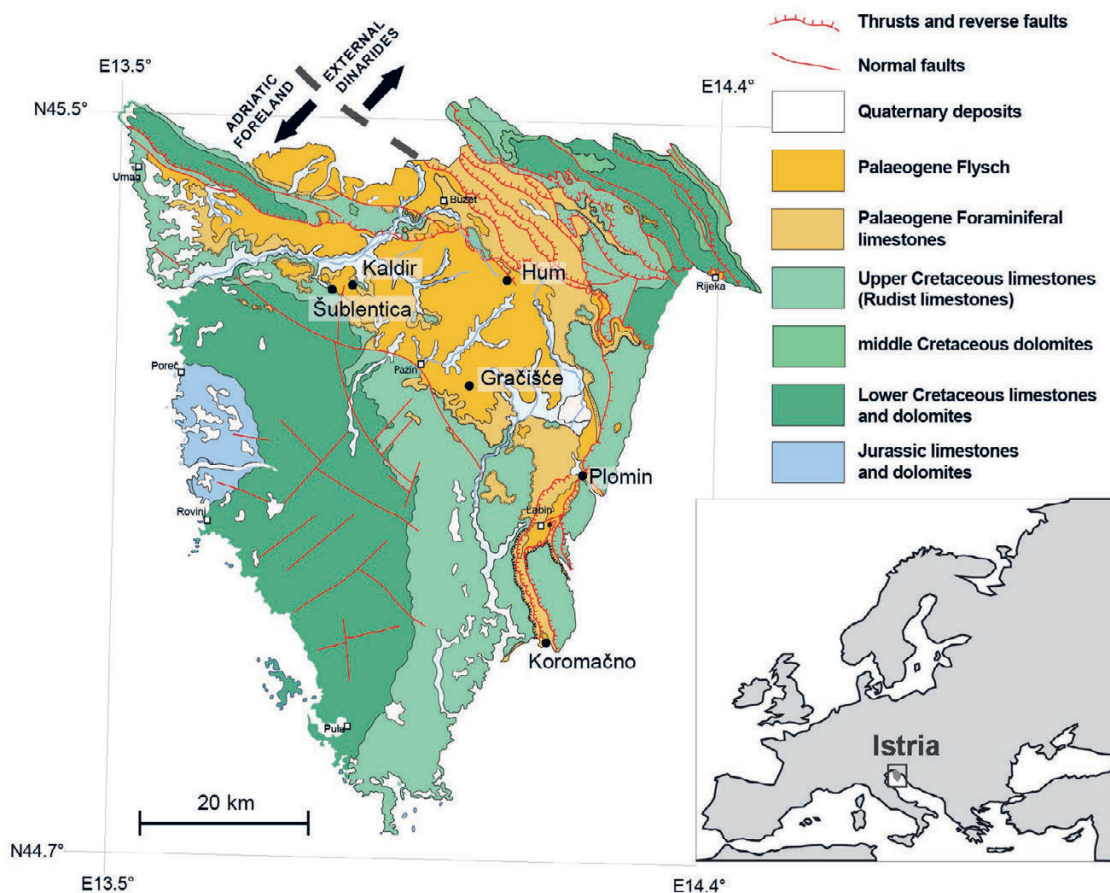 E13.5°
N45.5°
ADRIATIC
FORELAND
EXTERNAL
DINARIDES
E14.4°
Umag
Buzet
Kaldir
Hum
Šublentica
Rijeka
Poreč
Pazin
Gračišće
Plomin
Rovinj
Labin
Koromačno
Pula
20 km
N44.7°
E13.5°
E14.4°
Thrusts and reverse faults
Normal faults
Quaternary deposits
Palaeogene Flysch
Palaeogene Foraminiferal
limestones
Upper Cretaceous limestones
(Rudist limestones)
middle Cretaceous dolomites
Lower Cretaceous limestones
and dolomites
Jurassic limestones
and dolomites
Istria